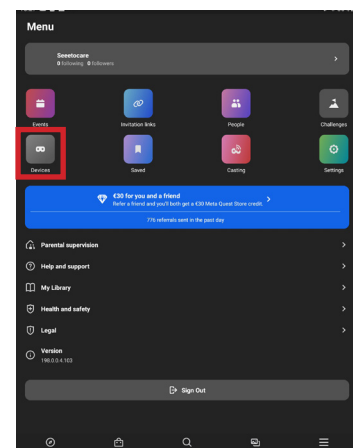 Menu
Seeetocare
0 following 0 followers
Events
Invitation links
People
Challenges
Devices
Saved
Casting
Settings
€30 for you and a friend
Refer a friend and you'll both get a €30 Meta Quest Store credit.
776 referrals sent in the past day
Parental supervision
Help and support
My Library
Health and safety
Legal
Version
198.0.0.4.103
Sign Out